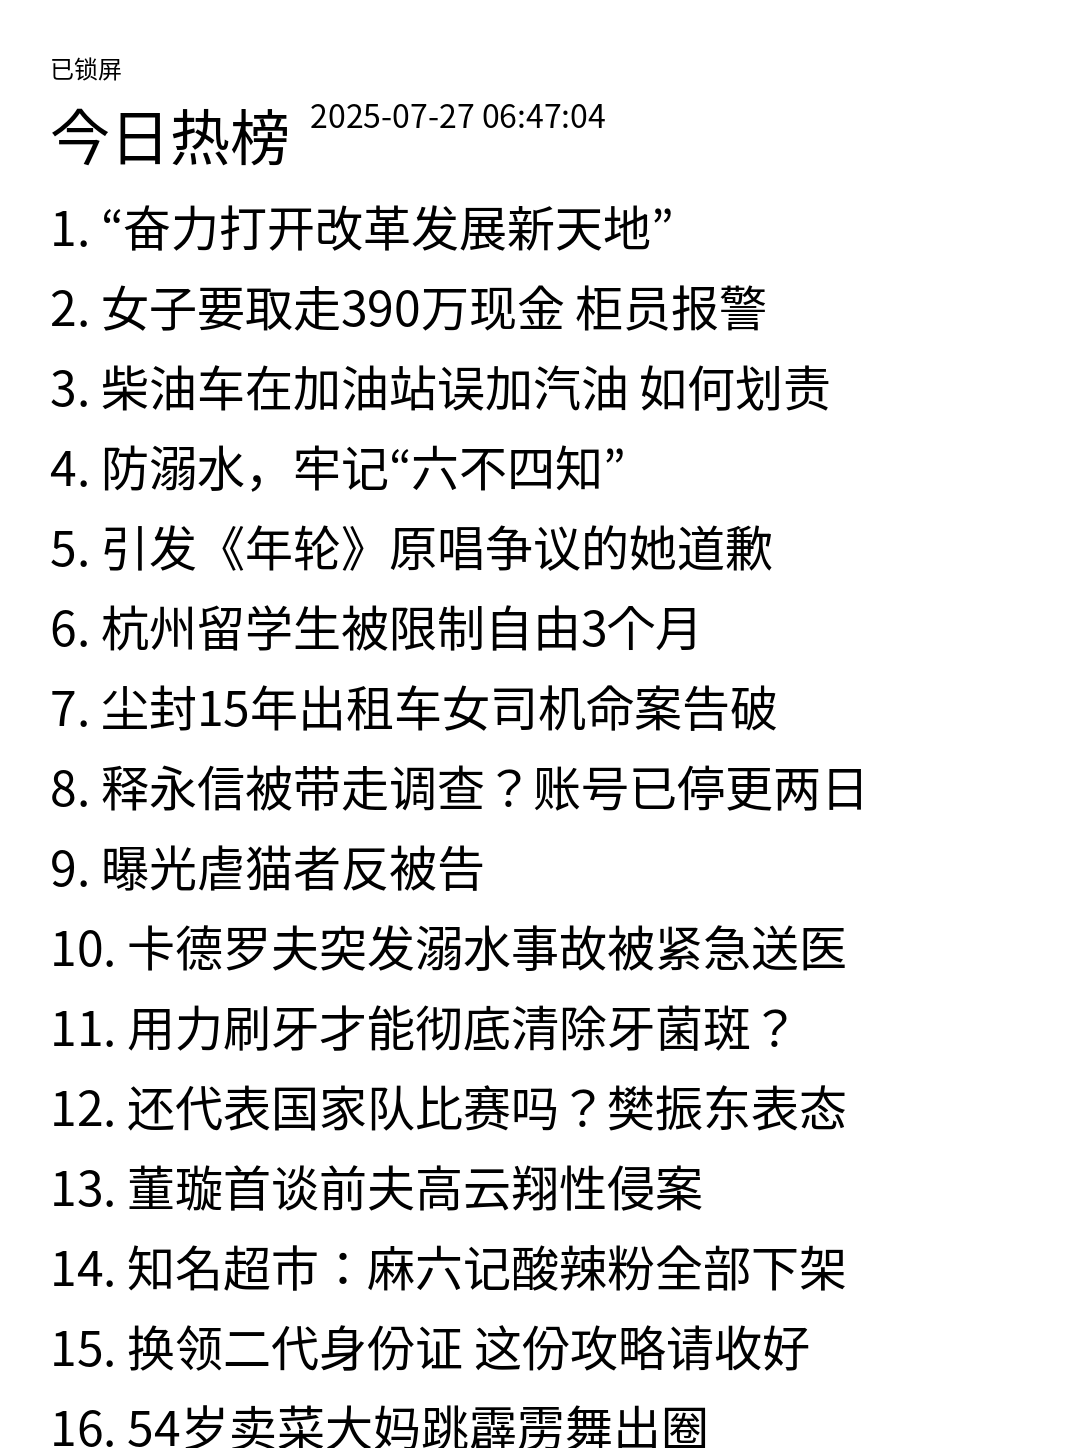 已锁屏
今日热榜 2025-07-27 06:47:04
1. “奋力打开改革发展新天地”
2. 女子要取走390万现金 柜员报警
3. 柴油车在加油站误加汽油 如何划责
4. 防溺水，牢记“六不四知”
5. 引发《年轮》原唱争议的她道歉
6. 杭州留学生被限制自由3个月
7. 尘封15年出租车女司机命案告破
8. 释永信被带走调查？账号已停更两日
9. 曝光虐猫者反被告
10. 卡德罗夫突发溺水事故被紧急送医
11. 用力刷牙才能彻底清除牙菌斑？
12. 还代表国家队比赛吗？樊振东表态
13. 董璇首谈前夫高云翔性侵案
14. 知名超市：麻六记酸辣粉全部下架
15. 换领二代身份证 这份攻略请收好
16. 54岁卖菜大妈跳霹雳舞出圈